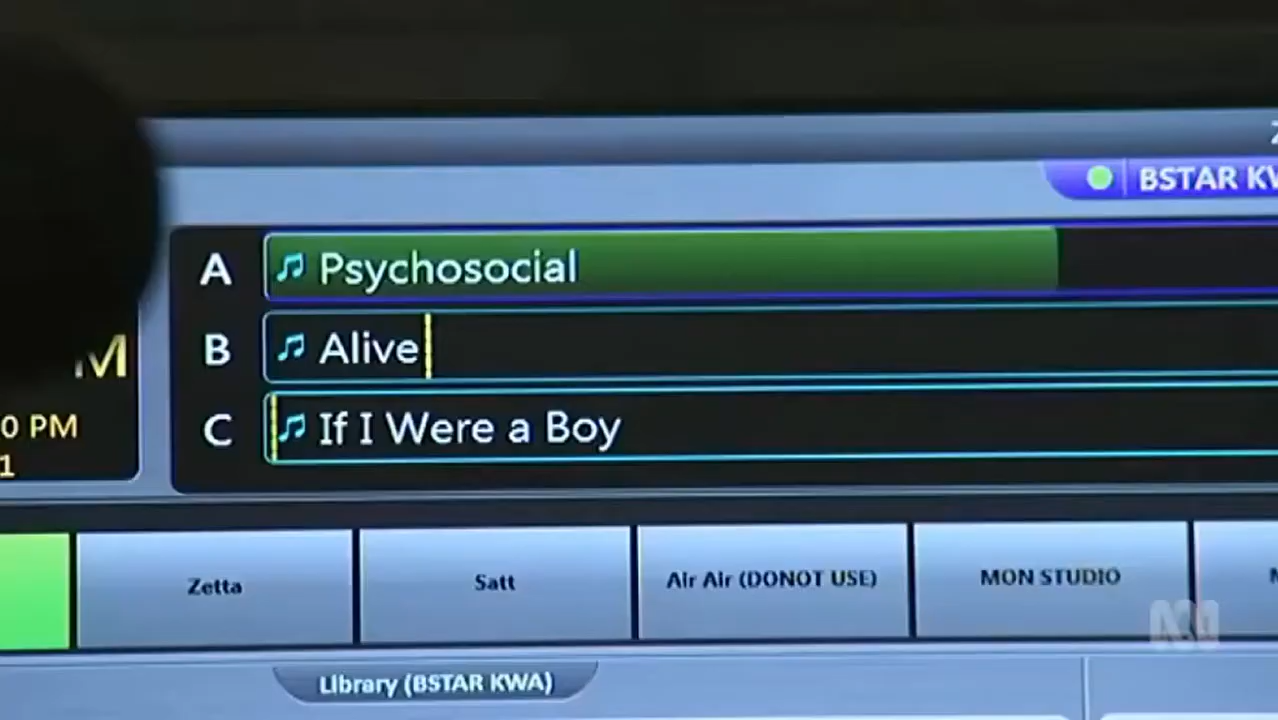 BSTAR KW
A Psychosocial
B Alive
C If I Were a Boy
M
0 PM
1
Zetta
Satt
Air Air (DONOT USE)
MON STUDIO
Library (BSTAR KWA)